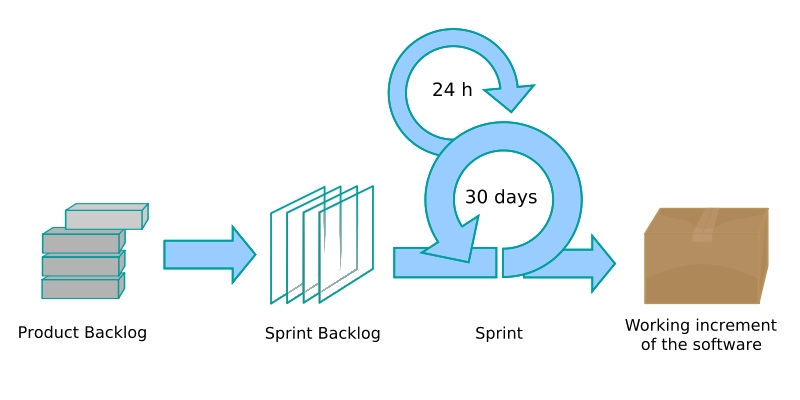 24 h
30 days
Product Backlog
Sprint Backlog
Sprint
Working increment
of the software